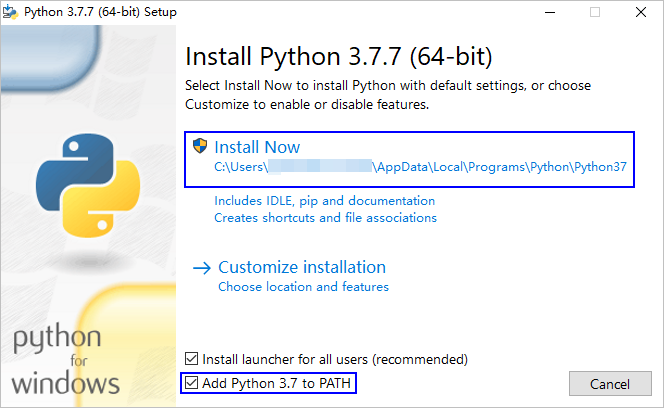 Python 3.7.7 (64-bit) Setup
Install Python 3.7.7 (64-bit)
Select Install Now to install Python with default settings, or choose
Customize to enable or disable features.
Install Now
C:\Users\ \AppData\Local\Programs\Python\Python37
Includes IDLE, pip and documentation
Creates shortcuts and file associations
Customize installation
Choose location and features
python
for
windows
Install launcher for all users (recommended)
Add Python 3.7 to PATH
Cancel